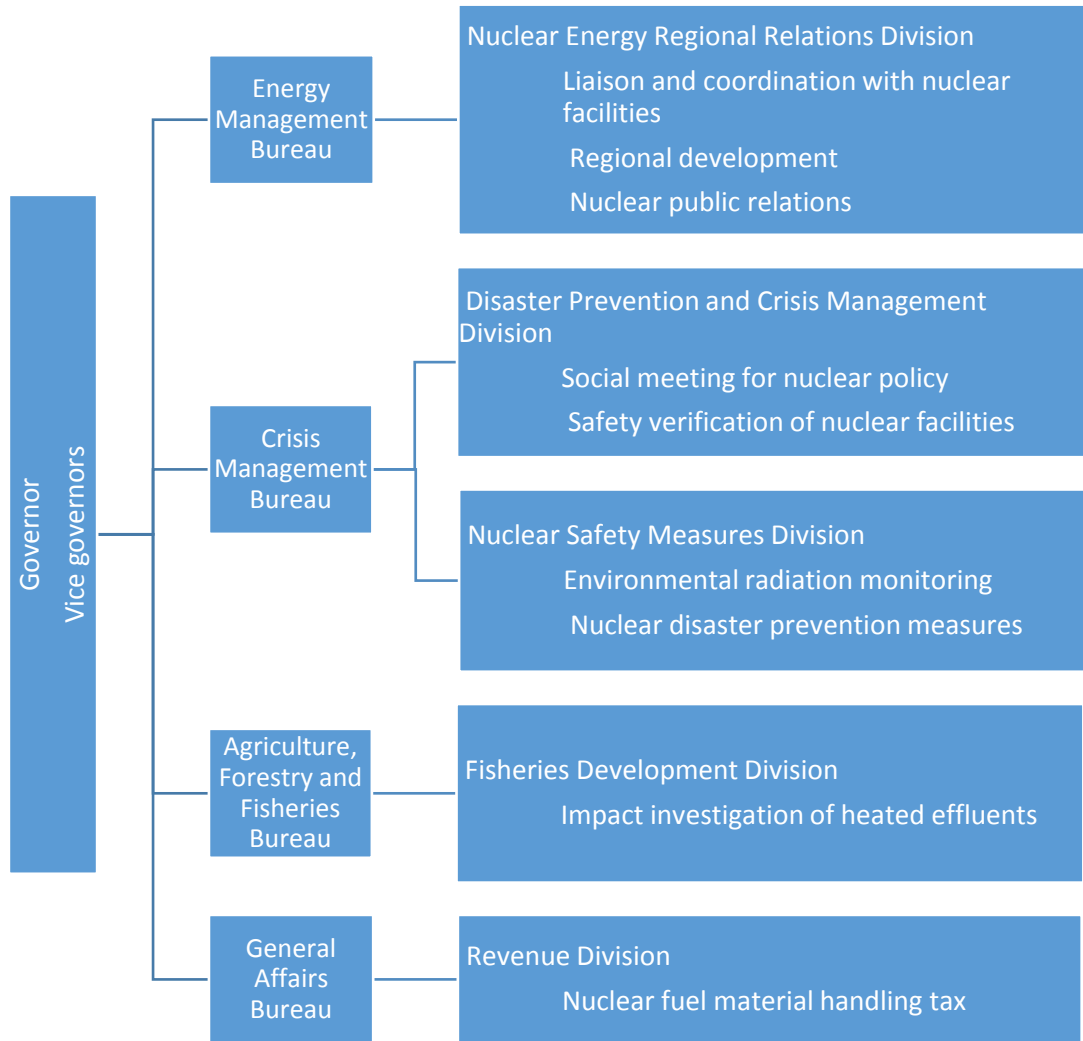 Governor
Vice governors
Energy
Management
Bureau
Nuclear Energy Regional Relations Division
Liaison and coordination with nuclear
facilities
Regional development
Nuclear public relations
Crisis
Management
Bureau
Disaster Prevention and Crisis Management
Division
Social meeting for nuclear policy
Safety verification of nuclear facilities
Nuclear Safety Measures Division
Environmental radiation monitoring
Nuclear disaster prevention measures
Agriculture,
Forestry and
Fisheries
Bureau
Fisheries Development Division
Impact investigation of heated effluents
General
Affairs
Bureau
Revenue Division
Nuclear fuel material handling tax